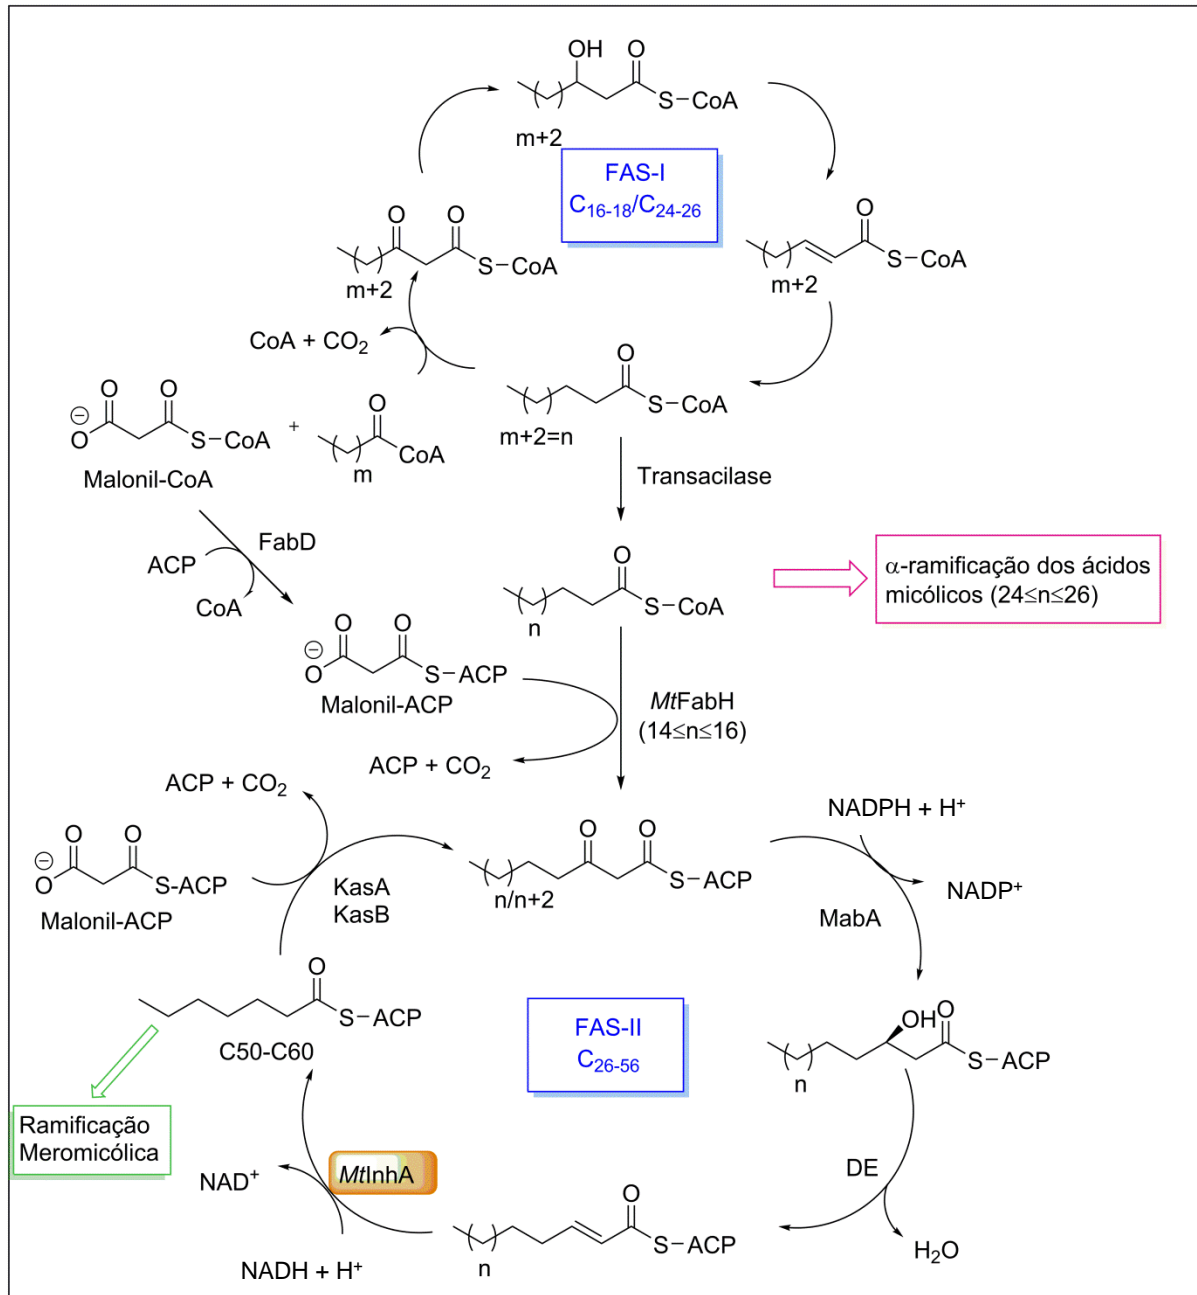 OH O
S–CoA
m+2
FAS-I
C16-18/C24-26
O O
S–CoA
m+2
O
S–CoA
m+2
CoA + CO2
O
S–CoA
m+2=n
O O
⊖
O
S–CoA
Malonil-CoA
+
O
CoA
m
Transacilase
FabD
ACP
CoA
O
S–CoA
n
α-ramificação dos ácidos
micólicos (24≤n≤26)
O O
⊖
O
S–ACP
Malonil-ACP
MtFabH
(14≤n≤16)
ACP + CO2
ACP + CO2
O O
⊖
O
S-ACP
Malonil-ACP
KasA
KasB
O O
S–ACP
n/n+2
NADPH + H+
NADP+
MabA
O
S–ACP
C50-C60
FAS-II
C26-56
OH O
S–ACP
n
Ramificação
Meromicólica
NAD+
MtInhA
NADH + H+
O
S–ACP
n
DE
H2O